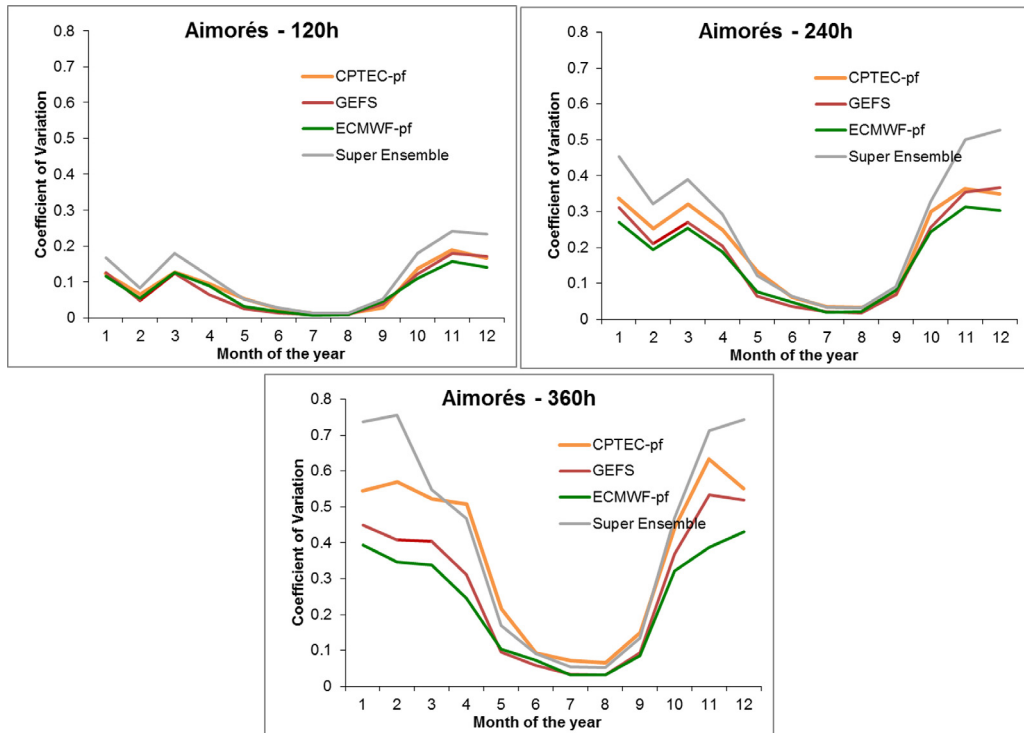 Aimorés - 120h
Coefficient of Variation
0.8
0.7
0.6
0.5
0.4
0.3
0.2
0.1
0
CPTEC-pf
GEFS
ECMWF-pf
Super Ensemble
1 2 3 4 5 6 7 8 9 10 11 12
Month of the year
Aimorés - 240h
Coefficient of Variation
0.8
0.7
0.6
0.5
0.4
0.3
0.2
0.1
0
CPTEC-pf
GEFS
ECMWF-pf
Super Ensemble
1 2 3 4 5 6 7 8 9 10 11 12
Month of the year
Aimorés - 360h
Coefficient of Variation
0.8
0.7
0.6
0.5
0.4
0.3
0.2
0.1
0
CPTEC-pf
GEFS
ECMWF-pf
Super Ensemble
1 2 3 4 5 6 7 8 9 10 11 12
Month of the year